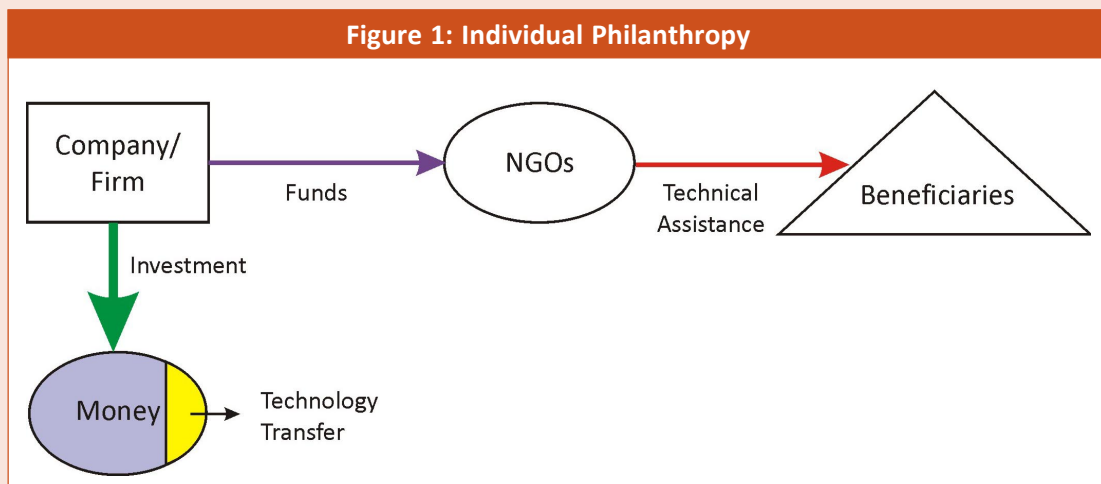 Figure 1: Individual Philanthropy
Company/
Firm
Funds
NGOs
Technical
Assistance
Beneficiaries
Investment
Money
Technology
Transfer